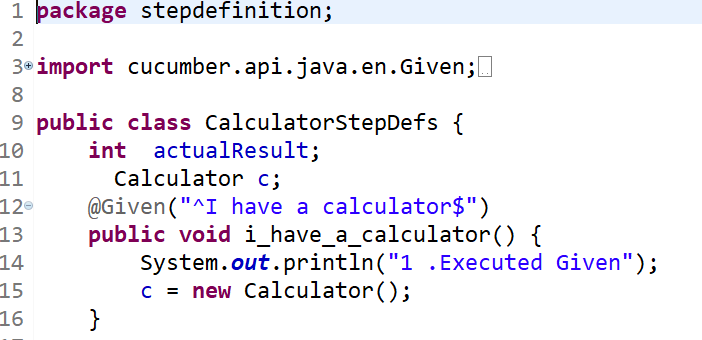 1 package stepdefinition;
2
3 import cucumber.api.java.en.Given;
8
9 public class CalculatorStepDefs {
10     int  actualResult;
11       Calculator c;
12     @Given("^I have a calculator$")
13     public void i_have_a_calculator() {
14         System.out.println("1 .Executed Given");
15         c = new Calculator();
16     }